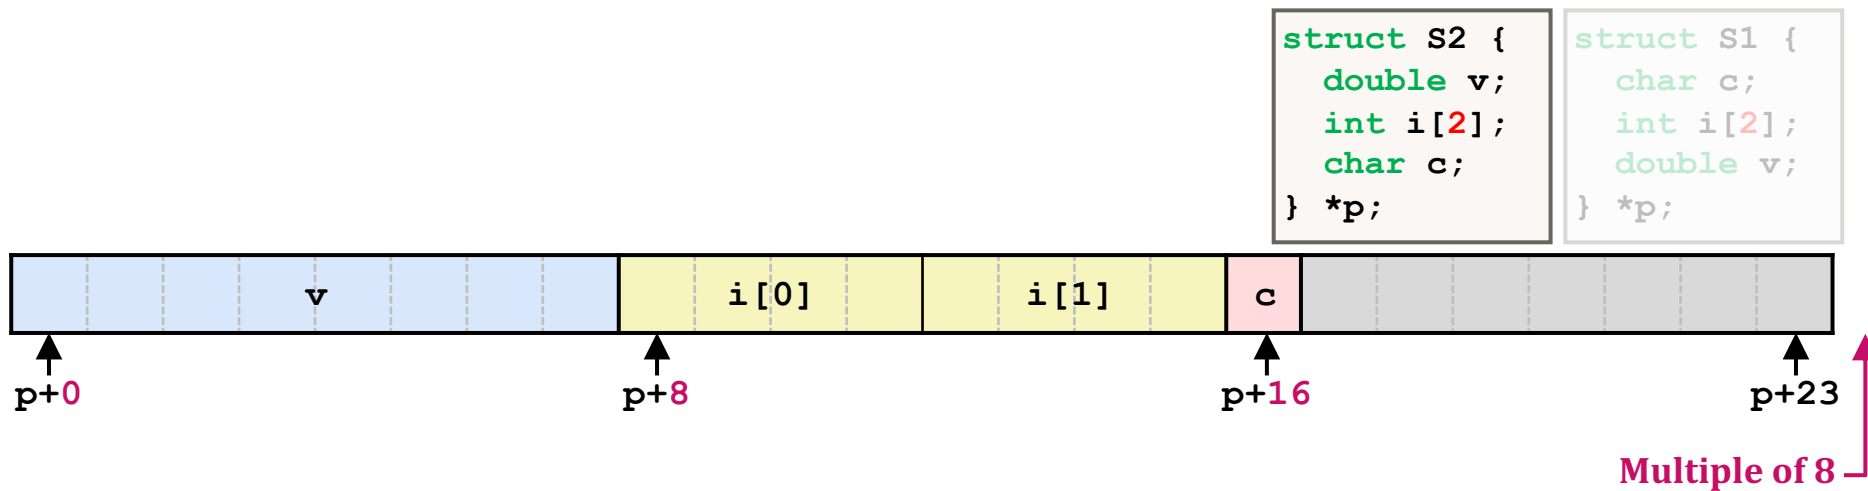 struct S2 {
  double v;
  int i[2];
  char c;
} *p;
struct S1 {
  char c;
  int i[2];
  double v;
} *p;
v i[0] i[1] c
p+0 p+8 p+16 p+23
Multiple of 8